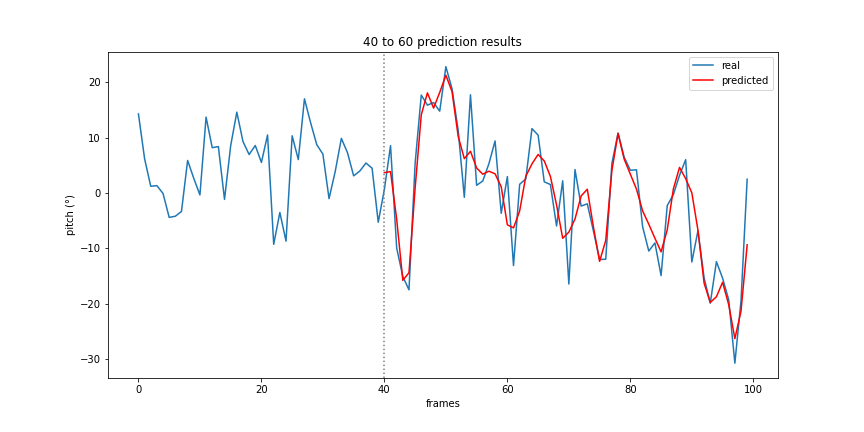 40 to 60 prediction results
real
predicted
20
10
0
−10
−20
−30
pitch (°)
0 20 40 60 80 100
frames